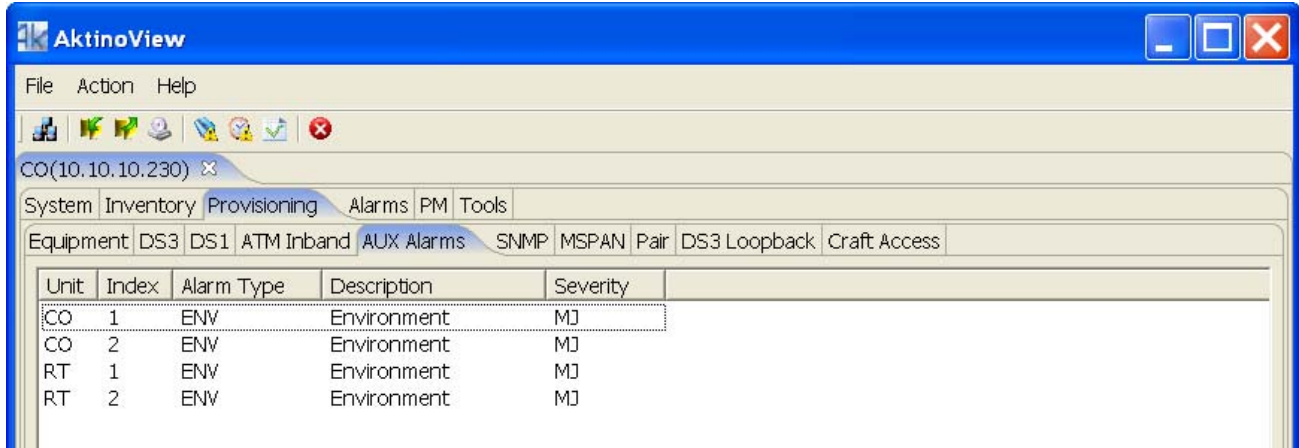 AktinoView
File Action Help
CO(10.10.10.230)
System Inventory Provisioning Alarms PM Tools
Equipment DS3 DS1 ATM Inband AUX Alarms SNMP MSPAN Pair DS3 Loopback Craft Access
Unit Index Alarm Type Description Severity
CO 1 ENV Environment MJ
CO 2 ENV Environment MJ
RT 1 ENV Environment MJ
RT 2 ENV Environment MJ